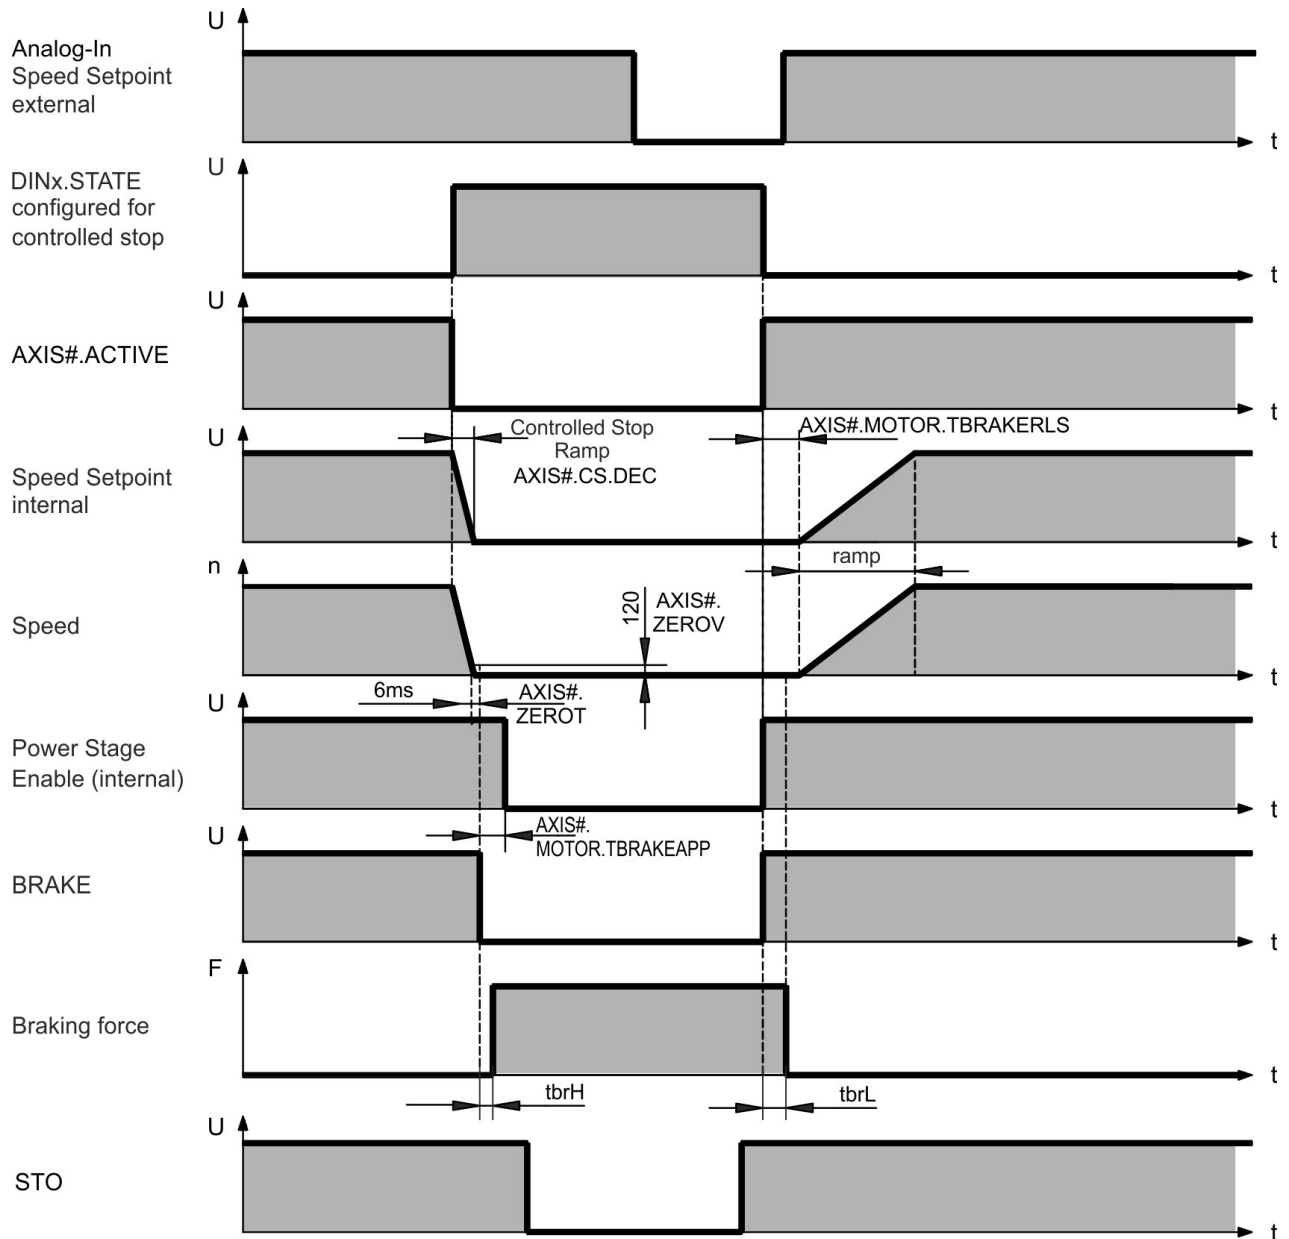 U
Analog-In
Speed Setpoint
external
t
U
DINx.STATE
configured for
controlled stop
t
U
AXIS#.ACTIVE
t
U
Controlled Stop
Ramp
AXIS#.CS.DEC
AXIS#.MOTOR.TBRAKERLS
Speed Setpoint
internal
t
n
ramp
120
AXIS#.
ZEROV
Speed
t
U
6ms
AXIS#.
ZEROT
Power Stage
Enable (internal)
t
U
AXIS#.
MOTOR.TBRAKEAPP
BRAKE
t
F
Braking force
t
tbrH
tbrL
U
STO
t